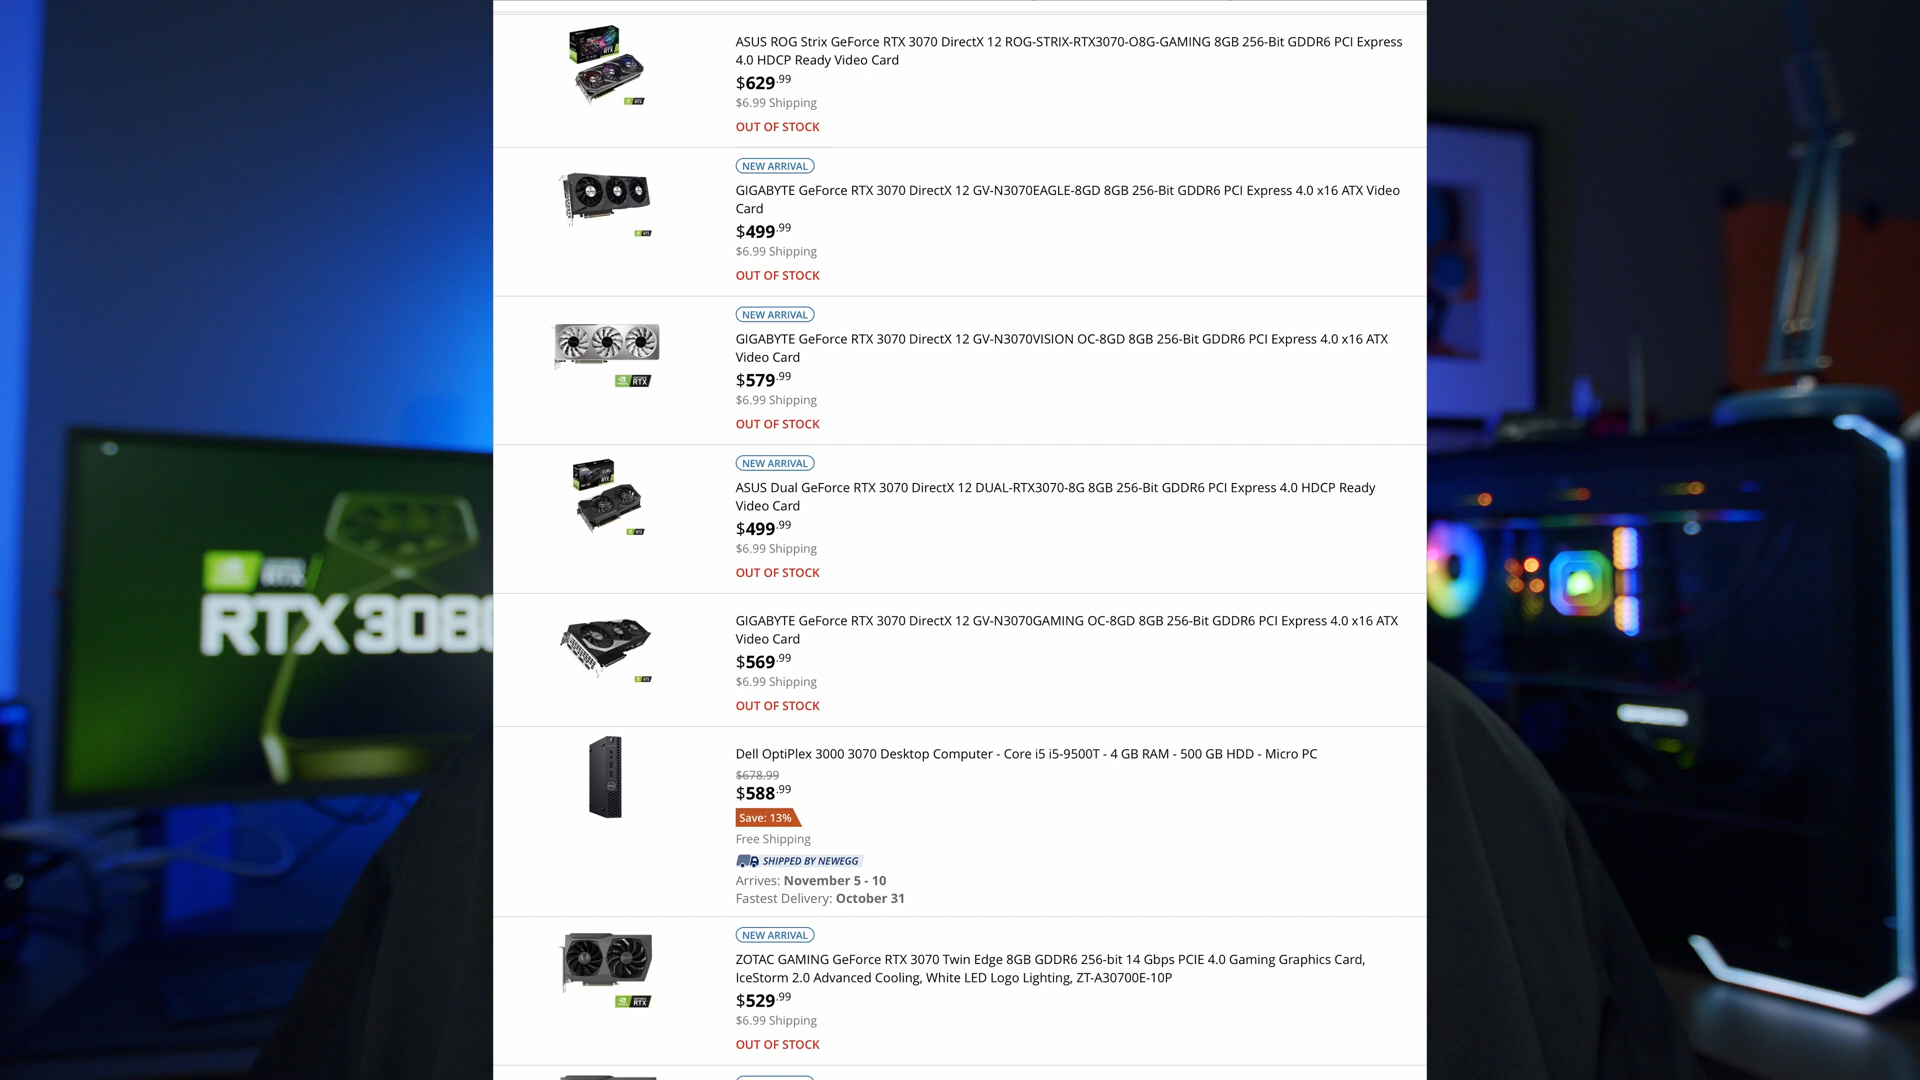 ASUS ROG Strix GeForce RTX 3070 DirectX 12 ROG-STRIX-RTX3070-O8G-GAMING 8GB 256-Bit GDDR6 PCI Express
4.0 HDCP Ready Video Card
$629.99
$6.99 Shipping
OUT OF STOCK
NEW ARRIVAL
GIGABYTE GeForce RTX 3070 DirectX 12 GV-N3070EAGLE-8GD 8GB 256-Bit GDDR6 PCI Express 4.0 x16 ATX Video
Card
$499.99
$6.99 Shipping
OUT OF STOCK
NEW ARRIVAL
GIGABYTE GeForce RTX 3070 DirectX 12 GV-N3070VISION OC-8GD 8GB 256-Bit GDDR6 PCI Express 4.0 x16 ATX
Video Card
$579.99
$6.99 Shipping
OUT OF STOCK
RTX
NEW ARRIVAL
ASUS Dual GeForce RTX 3070 DirectX 12 DUAL-RTX3070-8G 8GB 256-Bit GDDR6 PCI Express 4.0 HDCP Ready
Video Card
$499.99
$6.99 Shipping
OUT OF STOCK
RTX 3080
GIGABYTE GeForce RTX 3070 DirectX 12 GV-N3070GAMING OC-8GD 8GB 256-Bit GDDR6 PCI Express 4.0 x16 ATX
Video Card
$569.99
$6.99 Shipping
OUT OF STOCK
Dell OptiPlex 3000 3070 Desktop Computer - Core i5 i5-9500T - 4 GB RAM - 500 GB HDD - Micro PC
$678.99
$588.99
Save: 13%
Free Shipping
SHIPPED BY NEWEGG
Arrives: November 5 - 10
Fastest Delivery: October 31
NEW ARRIVAL
ZOTAC GAMING GeForce RTX 3070 Twin Edge 8GB GDDR6 256-bit 14 Gbps PCIE 4.0 Gaming Graphics Card,
IceStorm 2.0 Advanced Cooling, White LED Logo Lighting, ZT-A30700E-10P
$529.99
$6.99 Shipping
OUT OF STOCK
RTX